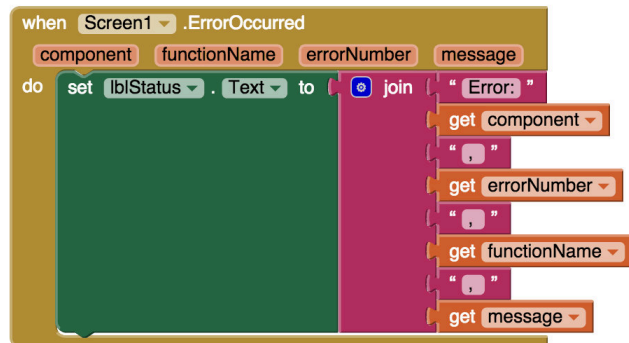 when Screen1 .ErrorOccurred
component functionName errorNumber message
do set lblStatus . Text to join " Error: "
get component
" , "
get errorNumber
" , "
get functionName
" , "
get message